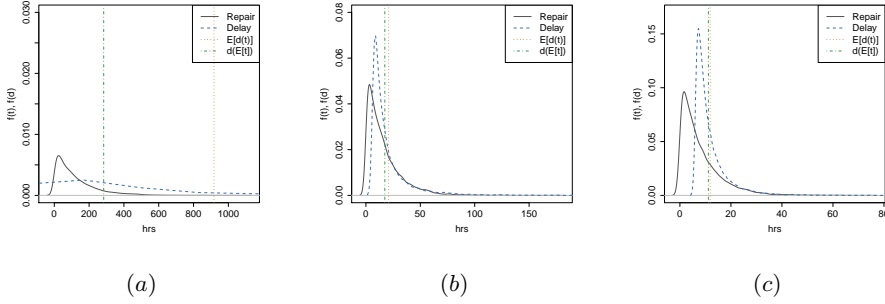 0.000 0.010 0.020 0.030
f(t), f(d)
0 200 400 600 800 1000
hrs
Repair
Delay
E[d(t)]
d(E[t])
(a)
0.00 0.02 0.04 0.06 0.08
f(t), f(d)
0 50 100 150
hrs
Repair
Delay
E[d(t)]
d(E[t])
(b)
0.00 0.05 0.10 0.15
f(t), f(d)
0 20 40 60 80
hrs
Repair
Delay
E[d(t)]
d(E[t])
(c)